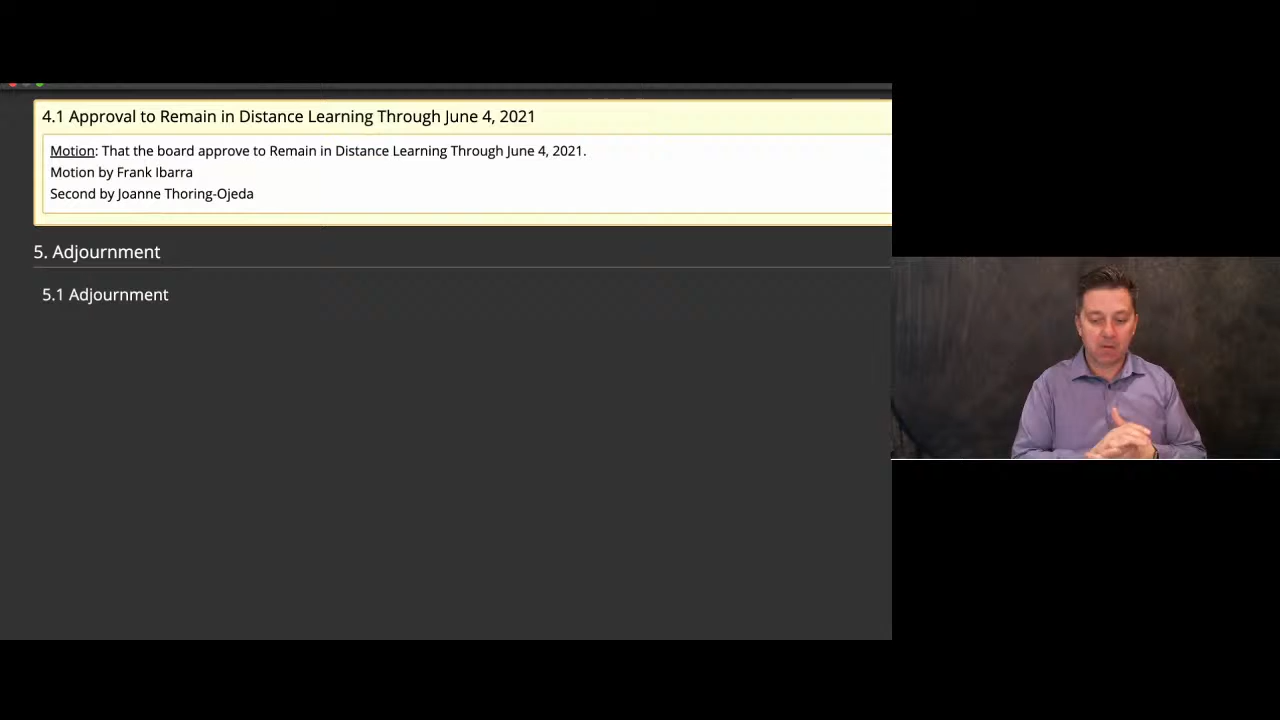 4.1 Approval to Remain in Distance Learning Through June 4, 2021
Motion: That the board approve to Remain in Distance Learning Through June 4, 2021.
Motion by Frank Ibarra
Second by Joanne Thoring-Ojeda
5. Adjournment
5.1 Adjournment